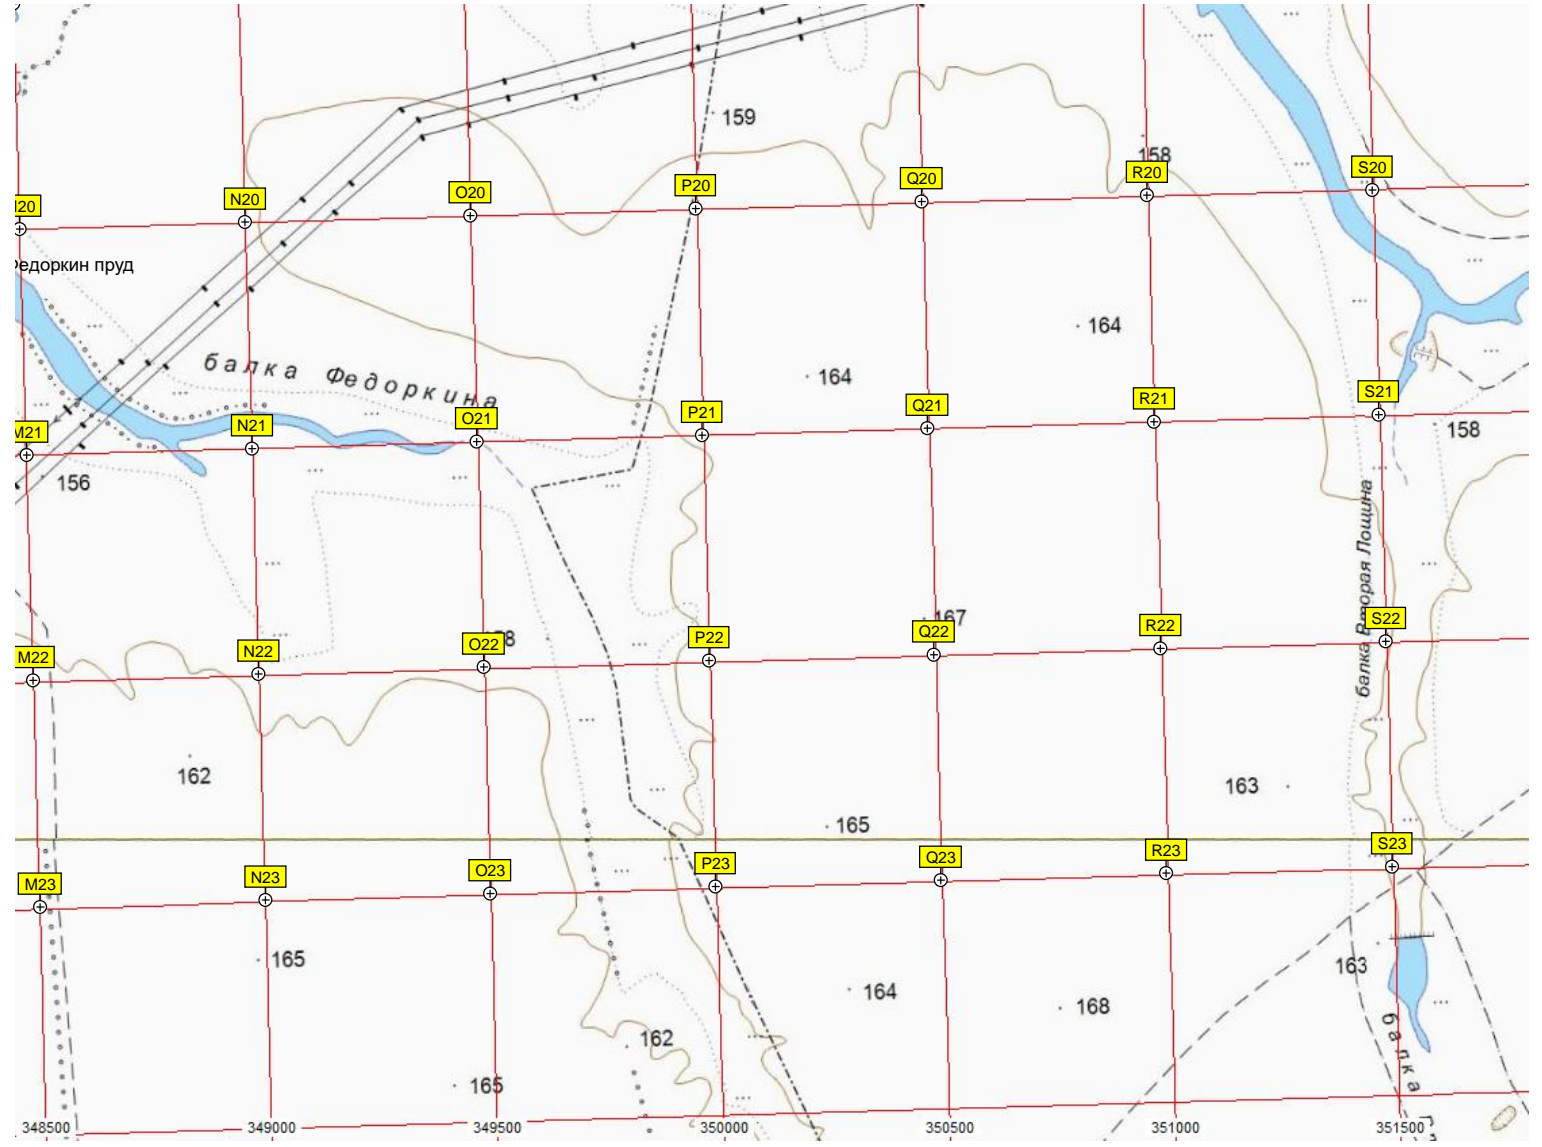 159
158
N20
O20
P20
Q20
R20
S20
едоркин пруд
164
164
балка Федоркина
M21
N21
O21
P21
Q21
R21
S21
158
156
балка Вторая Лощина
167
M22
N22
O22
P22
Q22
R22
S22
162
163
165
M23
N23
O23
P23
Q23
R23
S23
165
163
164
168
162
165
балка
348500 349000 349500 350000 350500 351000 351500